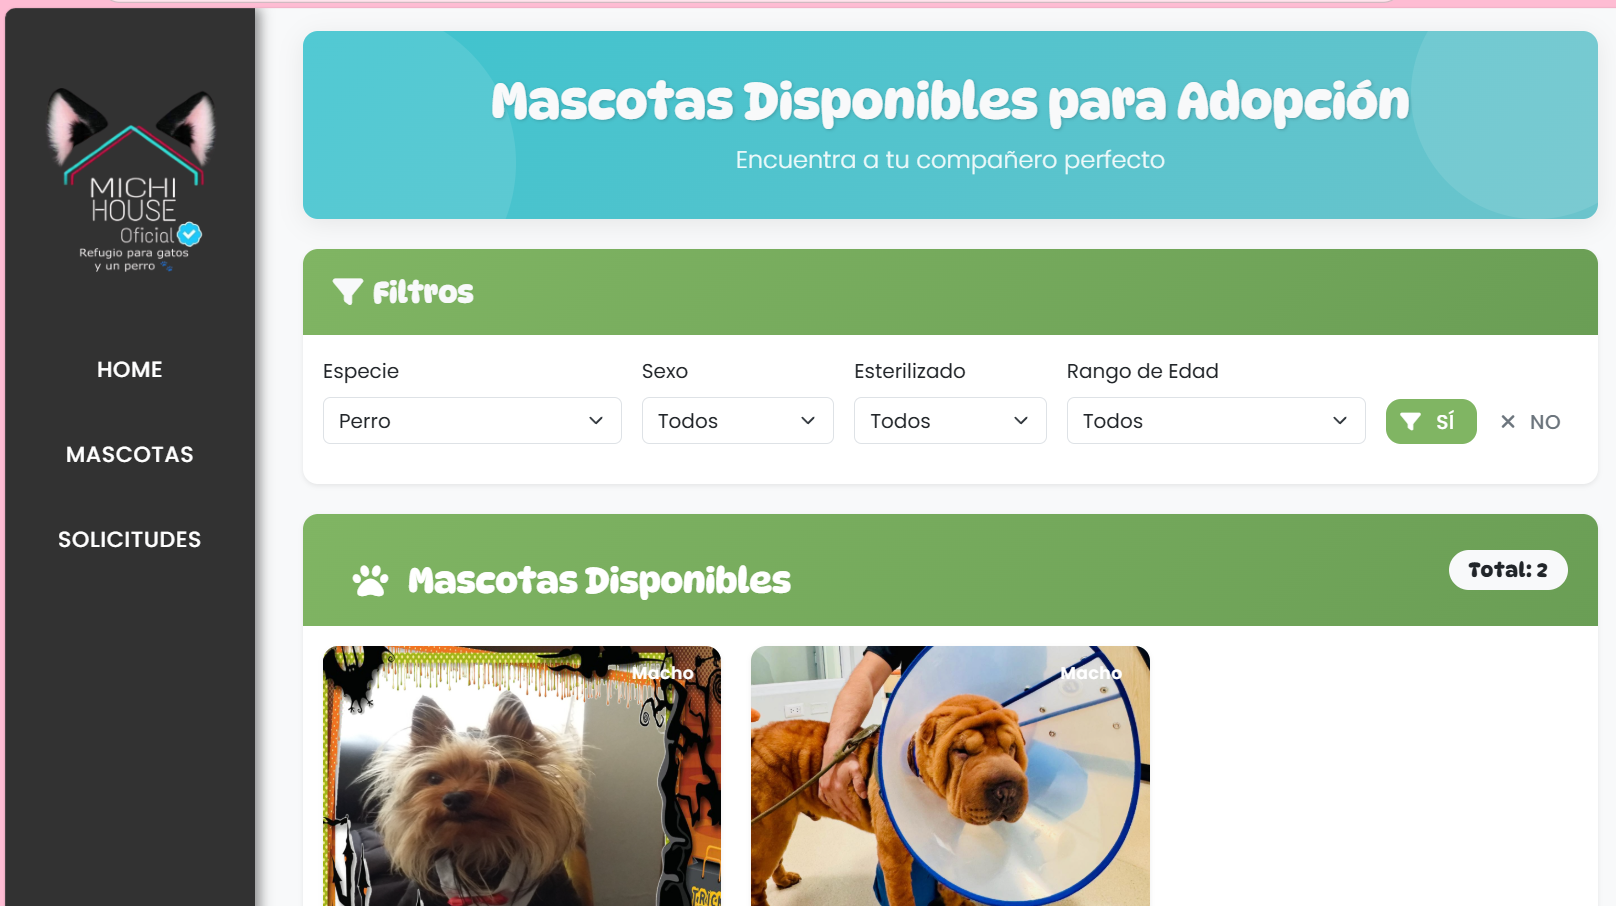 MICHI
HOUSE
Oficial
Refugio para gatos
y un perro
HOME
MASCOTAS
SOLICITUDES
Mascotas Disponibles para Adopción
Encuentra a tu compañero perfecto
Filtros
Especie
Sexo
Esterilizado
Rango de Edad
Perro
Todos
Todos
Todos
SÍ
NO
Mascotas Disponibles
Total: 2
Macho
Macho